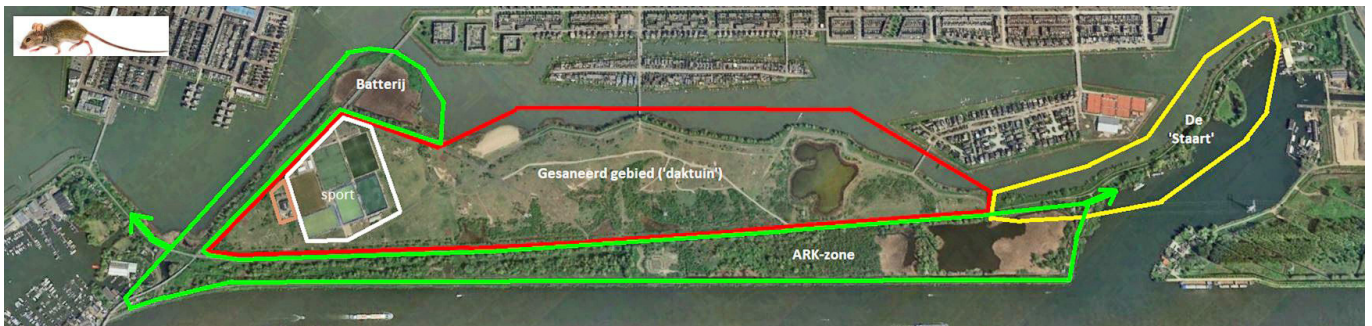 Batterij
De
'Staart'
Gesaneerd gebied ('daktuin')
sport
ARK-zone